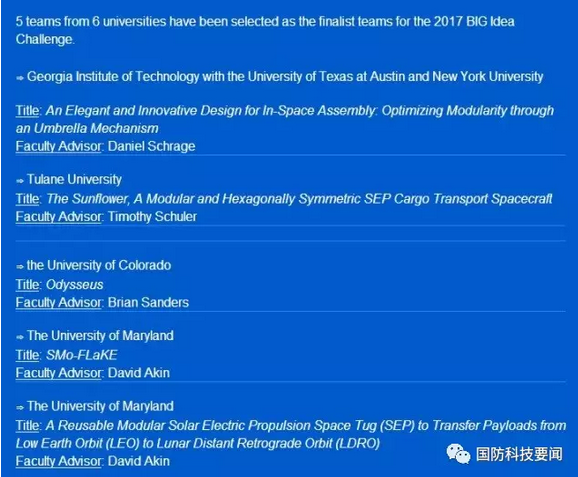 5 teams from 6 universities have been selected as the finalist teams for the 2017 BIG Idea
Challenge.
⇒ Georgia Institute of Technology with the University of Texas at Austin and New York University
Title: An Elegant and Innovative Design for In-Space Assembly: Optimizing Modularity through
an Umbrella Mechanism
Faculty Advisor: Daniel Schrage
⇒ Tulane University
Title: The Sunflower, A Modular and Hexagonally Symmetric SEP Cargo Transport Spacecraft
Faculty Advisor: Timothy Schuler
⇒ the University of Colorado
Title: Odysseus
Faculty Advisor: Brian Sanders
⇒ The University of Maryland
Title: SMo-FLaKE
Faculty Advisor: David Akin
⇒ The University of Maryland
Title: A Reusable Modular Solar Electric Propulsion Space Tug (SEP) to Transfer Payloads from
Low Earth Orbit (LEO) to Lunar Distant Retrograde Orbit (LDRO)
Faculty Advisor: David Akin
国防科技要闻